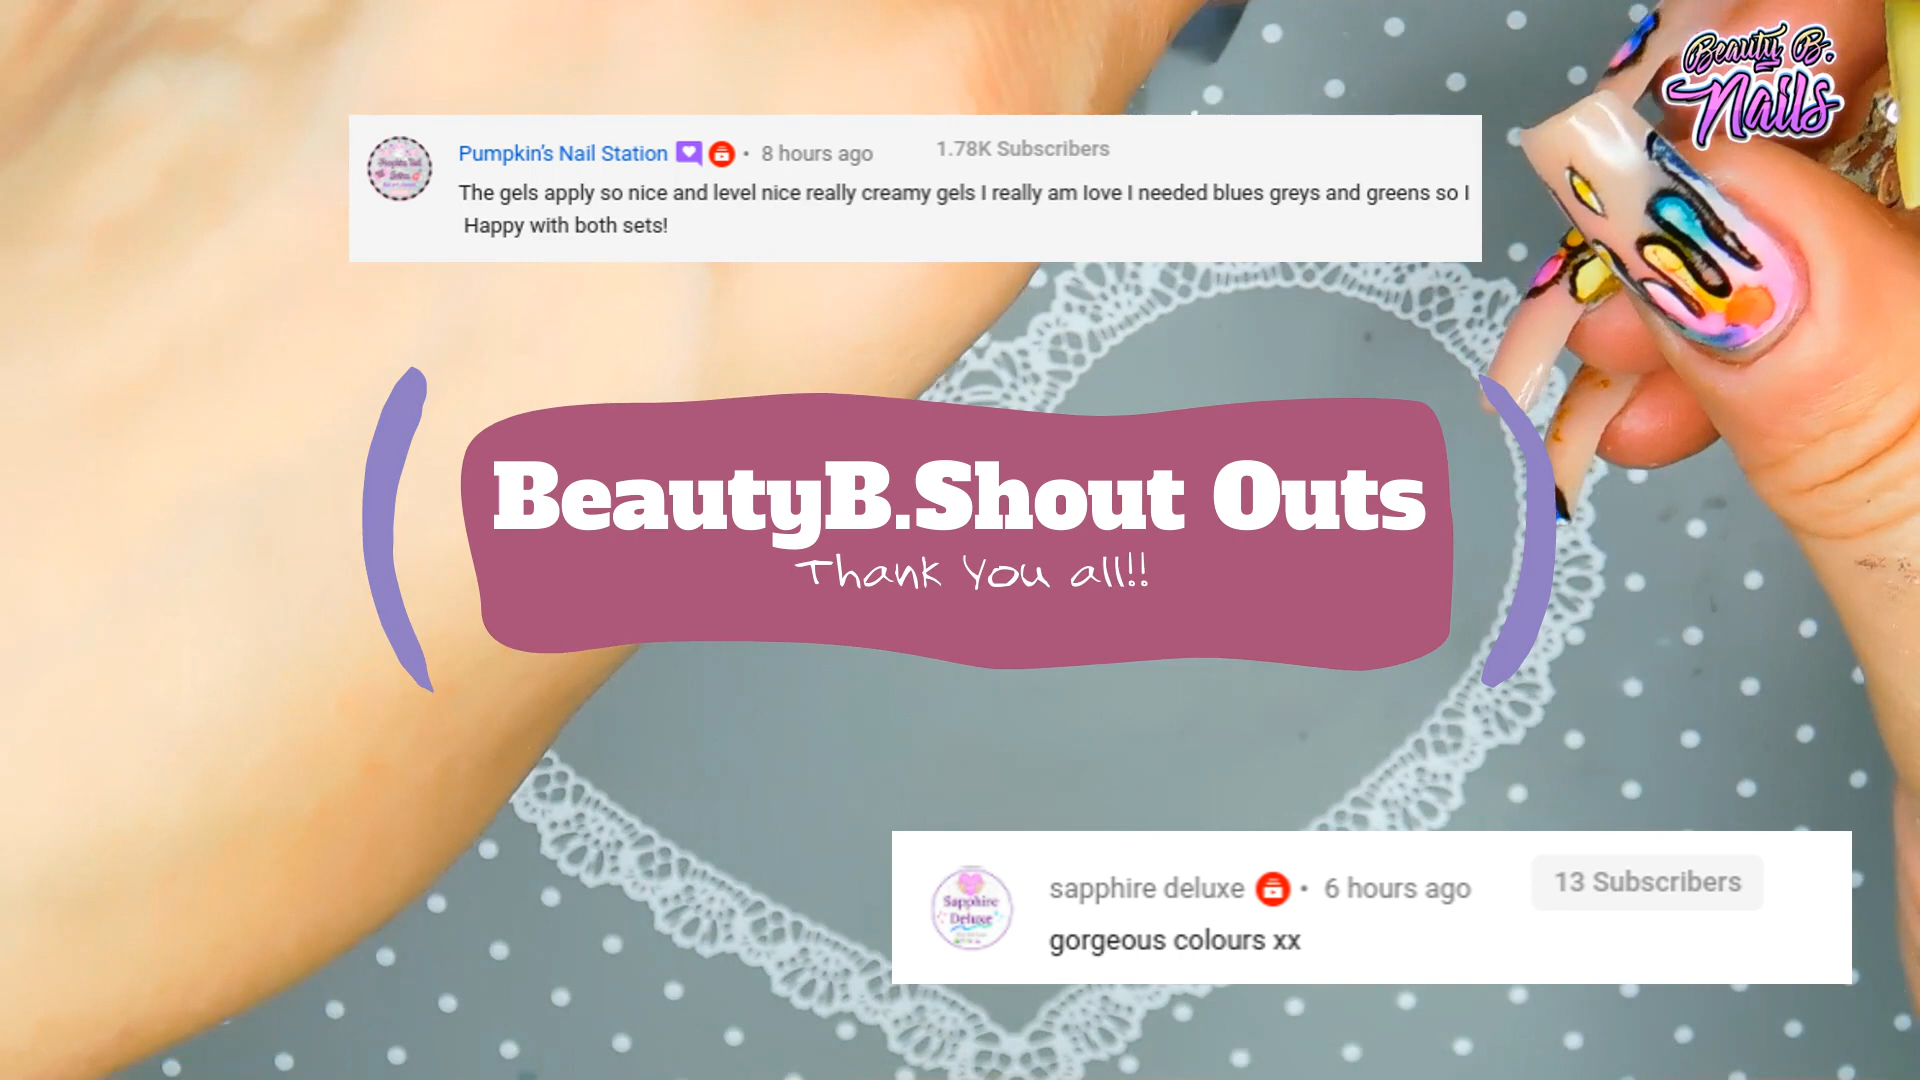 Beauty B.
Nails
Pumpkin's Nail Station • 8 hours ago 1.78K Subscribers
The gels apply so nice and level nice really creamy gels I really am love I needed blues greys and greens so I
Happy with both sets!
BeautyB.Shout Outs
Thank You all!!
Sapphire
Deluxe
sapphire deluxe • 6 hours ago 13 Subscribers
gorgeous colours xx